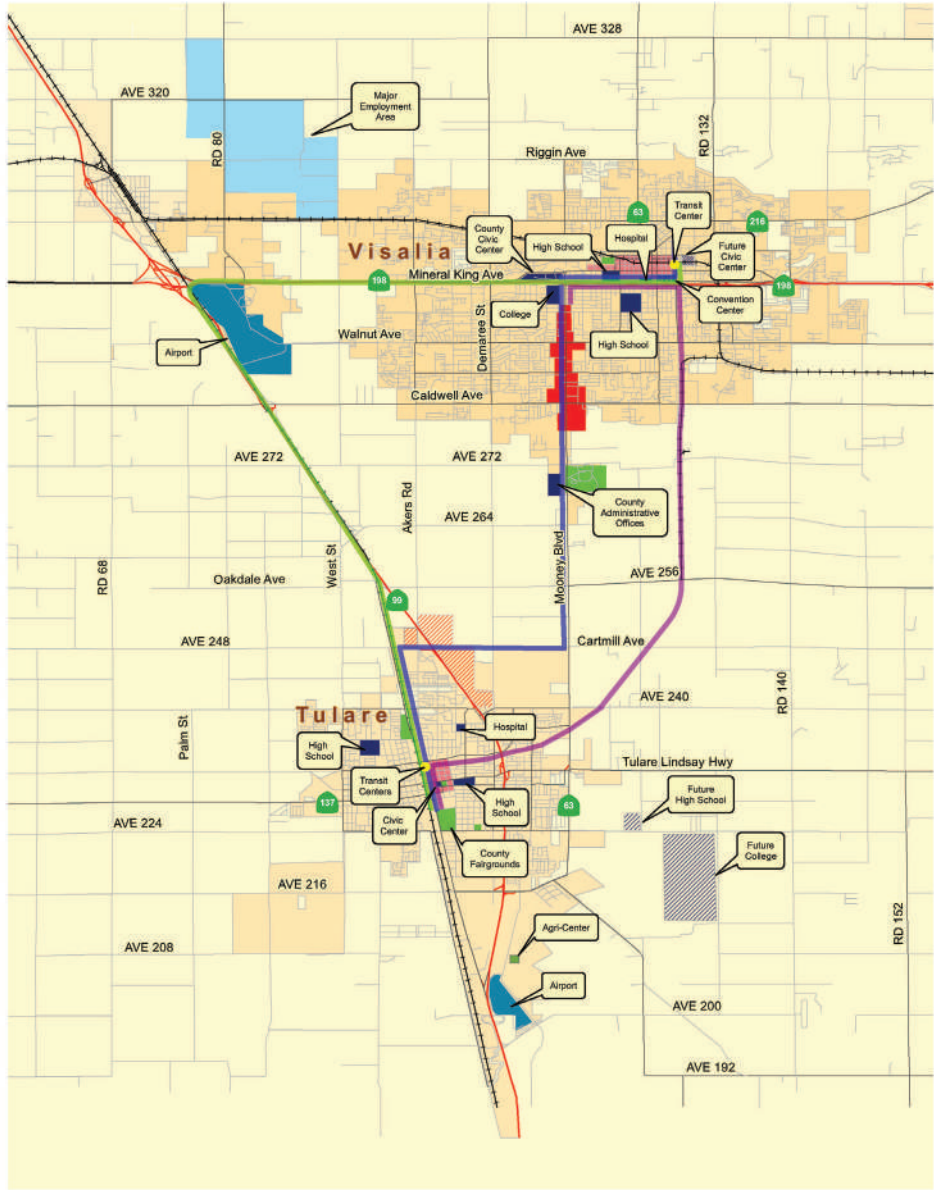 AVE 328
AVE 320
Major
Employment
Area
RD 80
RD 132
Riggin Ave
63
Transit
Center
216
County
Civic
Center
High School
Hospital
Future
Civic
Center
Visalia
Mineral King Ave
198
198
Convention
Center
College
High
School
Airport
Walnut Ave
Demaree St
Caldwell Ave
AVE 272
AVE 272
Akers Rd
County
Administrative
Offices
AVE 264
Mooney Blvd
West St
RD 68
Oakdale Ave
AVE 256
99
AVE 248
Cartmill Ave
AVE 240
RD 140
Palm St
Tulare
Hospital
High
School
Tulare Lindsay Hwy
Transit
Centers
137
Civic
Center
High
School
63
Future
High School
AVE 224
County
Fairgrounds
Future
College
AVE 216
RD 152
Agri-Center
AVE 208
Airport
AVE 200
AVE 192